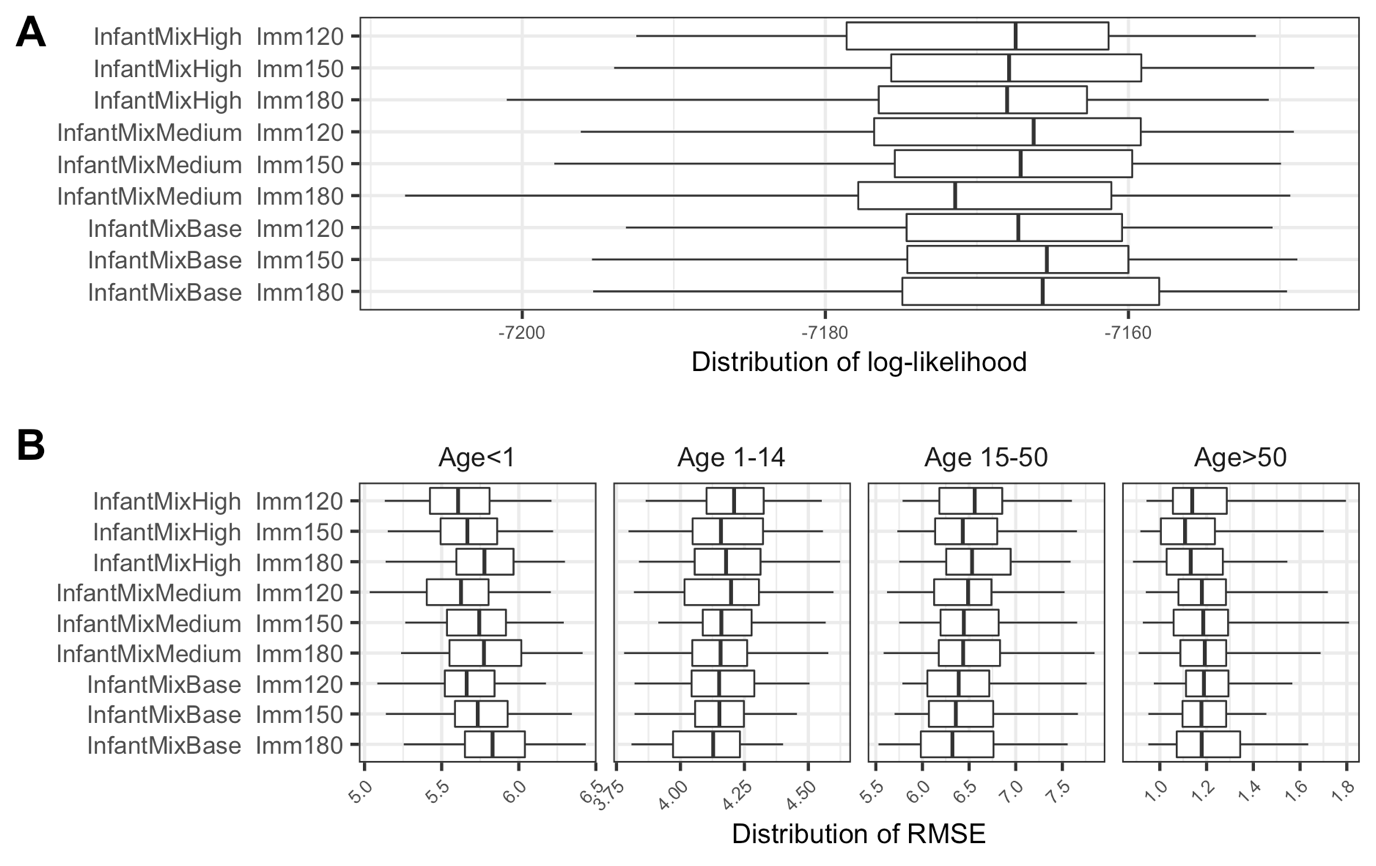 A
InfantMixHigh Imm120
InfantMixHigh Imm150
InfantMixHigh Imm180
InfantMixMedium Imm120
InfantMixMedium Imm150
InfantMixMedium Imm180
InfantMixBase Imm120
InfantMixBase Imm150
InfantMixBase Imm180
-7200 -7180 -7160
Distribution of log-likelihood
B
Age<1 Age 1-14 Age 15-50 Age>50
InfantMixHigh Imm120
InfantMixHigh Imm150
InfantMixHigh Imm180
InfantMixMedium Imm120
InfantMixMedium Imm150
InfantMixMedium Imm180
InfantMixBase Imm120
InfantMixBase Imm150
InfantMixBase Imm180
5.0 5.5 6.0 6.5 3.75 4.00 4.25 4.50 5.5 6.0 6.5 7.0 7.5 1.0 1.2 1.4 1.6 1.8
Distribution of RMSE